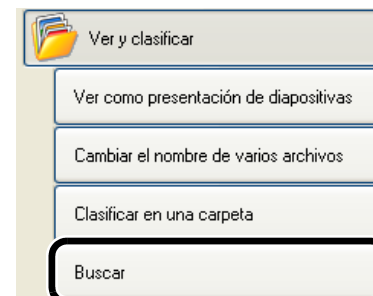 Ver y clasificar
Ver como presentación de diapositivas
Cambiar el nombre de varios archivos
Clasificar en una carpeta
Buscar